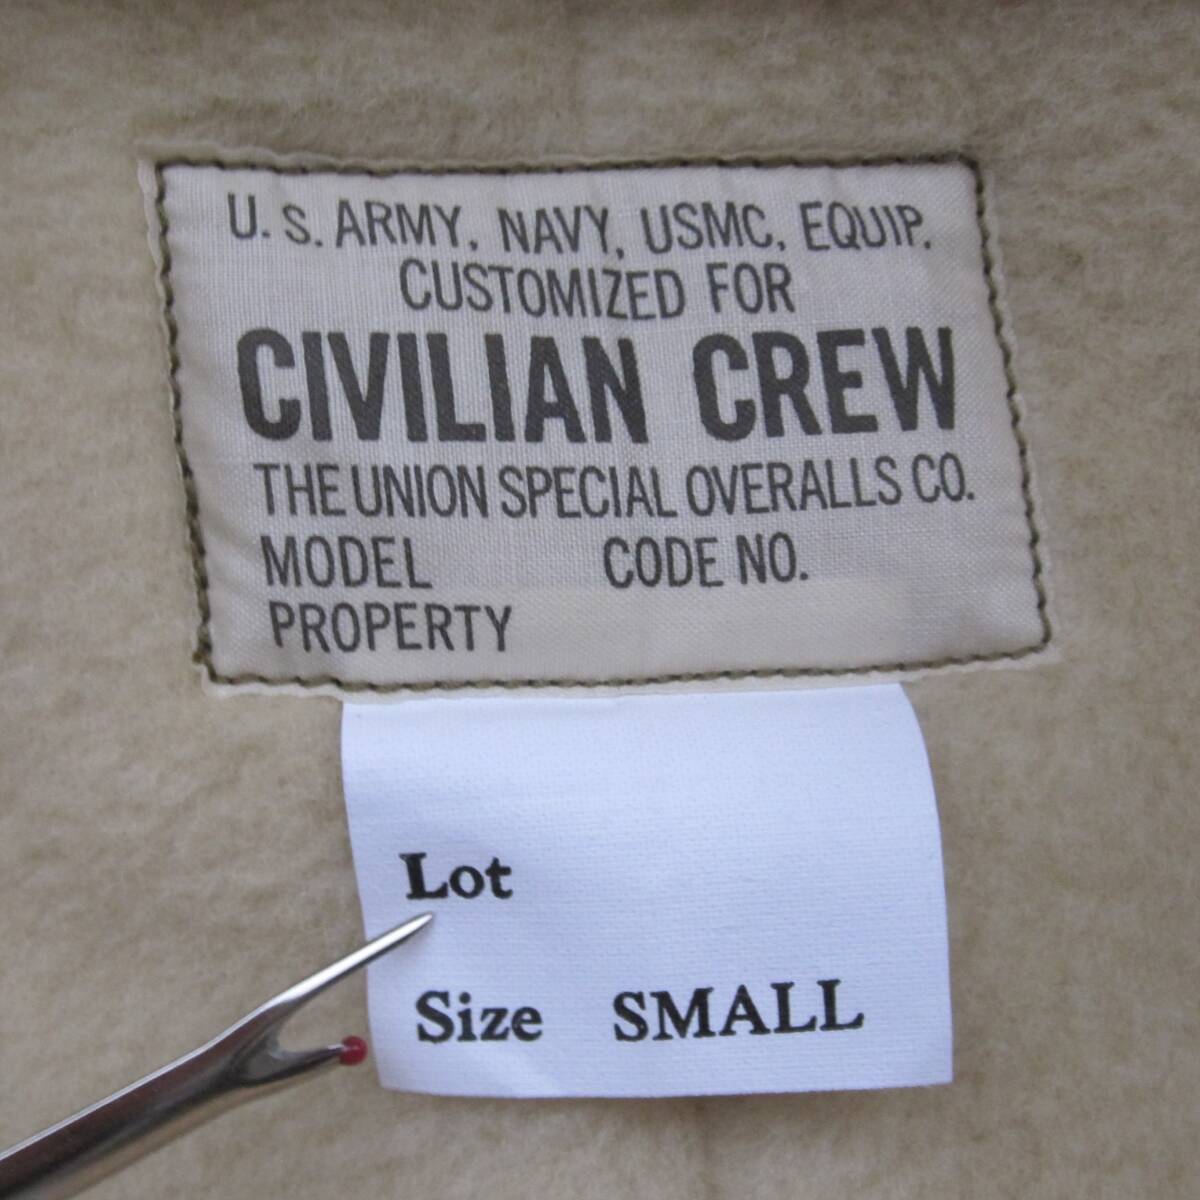 U. S. ARMY, NAVY, USMC, EQUIP.
CUSTOMIZED FOR
CIVILIAN CREW
THE UNION SPECIAL OVERALLS CO.
MODEL CODE NO.
PROPERTY
Lot
Size SMALL